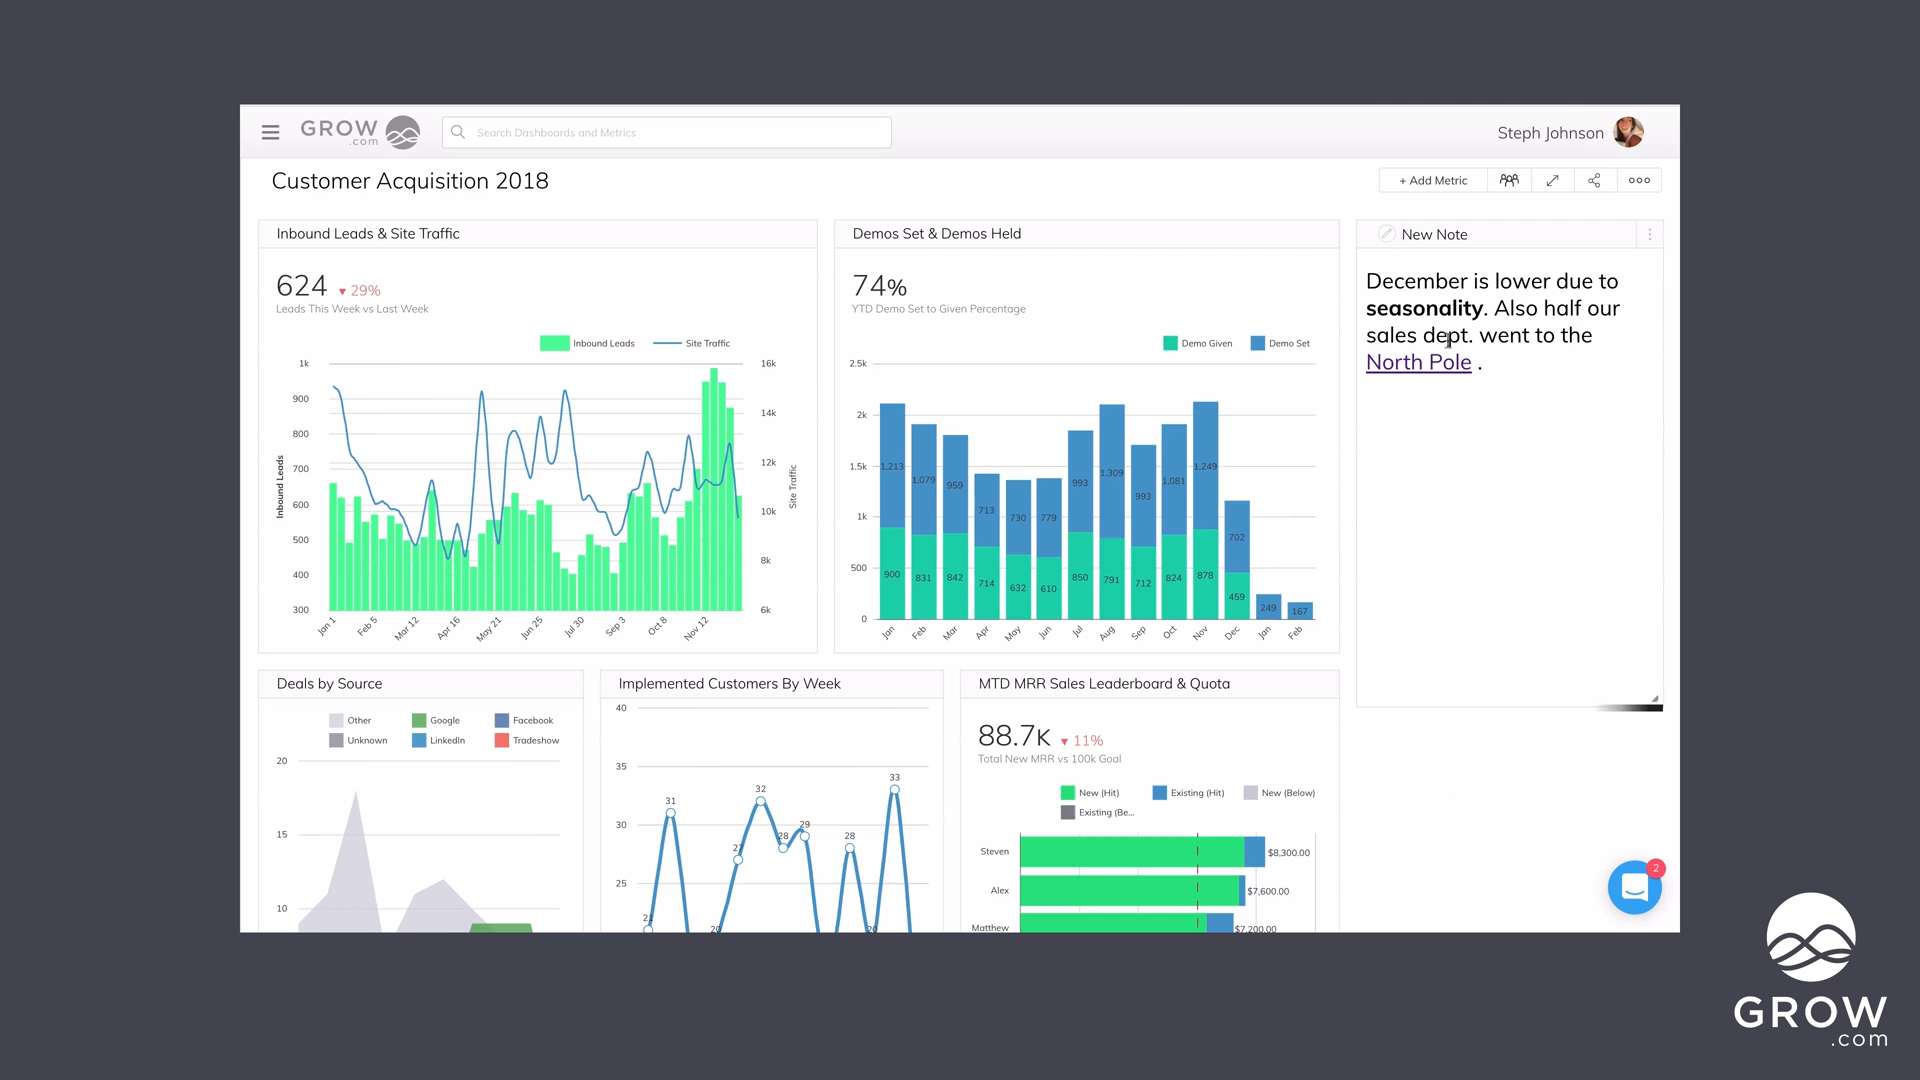 GROW
.com
Search Dashboards and Metrics
Steph Johnson
Customer Acquisition 2018
+ Add Metric
Inbound Leads & Site Traffic
624 ▼ 29%
Leads This Week vs Last Week
Inbound Leads
Site Traffic
1k
900
800
700
600
500
400
300
Inbound Leads
16k
14k
12k
10k
8k
6k
Site Traffic
Jan 1
Feb 5
Mar 12
Apr 16
May 21
Jun 25
Jul 30
Sep 3
Oct 8
Nov 12
Demos Set & Demos Held
74%
YTD Demo Set to Given Percentage
Demo Given
Demo Set
2.5k
2k
1.5k
1k
500
0
1,213
1,079
959
713
730
779
993
1,309
993
1,081
1,249
702
900
831
842
714
632
610
850
791
712
824
878
459
249
167
Jan
Feb
Mar
Apr
May
Jun
Jul
Aug
Sep
Oct
Nov
Dec
Jan
Feb
New Note
December is lower due to
seasonality. Also half our
sales dept. went to the
North Pole .
Deals by Source
Other
Google
Facebook
Unknown
LinkedIn
Tradeshow
20
15
10
Implemented Customers By Week
40
35
30
25
21
31
20
27
32
28
29
28
20
33
MTD MRR Sales Leaderboard & Quota
88.7K ▼ 11%
Total New MRR vs 100k Goal
New (Hit)
Existing (Hit)
New (Below)
Existing (Be...
Steven
$8,300.00
Alex
$7,600.00
Matthew
$7,200.00
2
GROW
.com